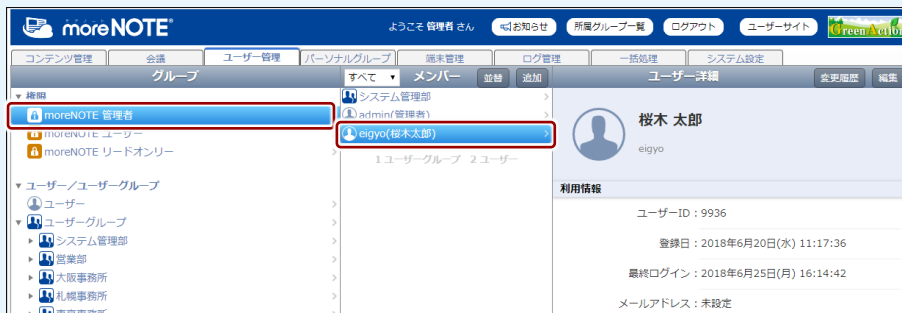 moreNOTE®
ようこそ 管理者 さん
お知らせ
所属グループ一覧
ログアウト
ユーザーサイト
Green Action
コンテンツ管理
会議
ユーザー管理
パーソナルグループ
端末管理
ログ管理
一括処理
システム設定
グループ
すべて ▼
メンバー
並替
追加
ユーザー詳細
変更履歴
編集
▼ 権限
moreNOTE 管理者
moreNOTE ユーザー
moreNOTE リードオンリー
▼ ユーザー／ユーザーグループ
ユーザー
▼ ユーザーグループ
▶ システム管理部
▶ 営業部
▶ 大阪事務所
▶ 札幌事務所
システム管理部
admin(管理者)
eigyo(桜木太郎)
1 ユーザーグループ 2 ユーザー
桜木 太郎
eigyo
利用情報
ユーザーID：9936
登録日：2018年6月20日(水) 11:17:36
最終ログイン：2018年6月25日(月) 16:14:42
メールアドレス：未設定